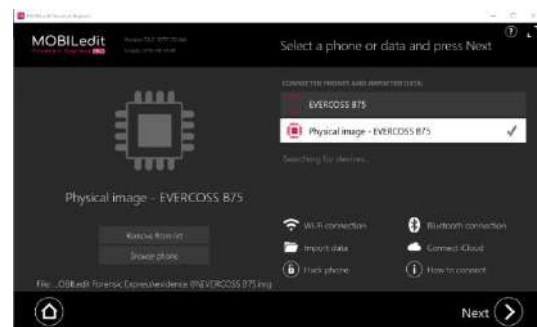 MOBILedit
Forensic Express PRO
Select a phone or data and press Next
CONNECTED PHONES AND IMPORTED DATA:
EVERCOSS B75
Physical image - EVERCOSS B75
Searching for devices...
Physical image - EVERCOSS B75
Remove from list
Browse phone
Wi-Fi connection
Bluetooth connection
Import data
Connect iCloud
Hack phone
How to connect
Next